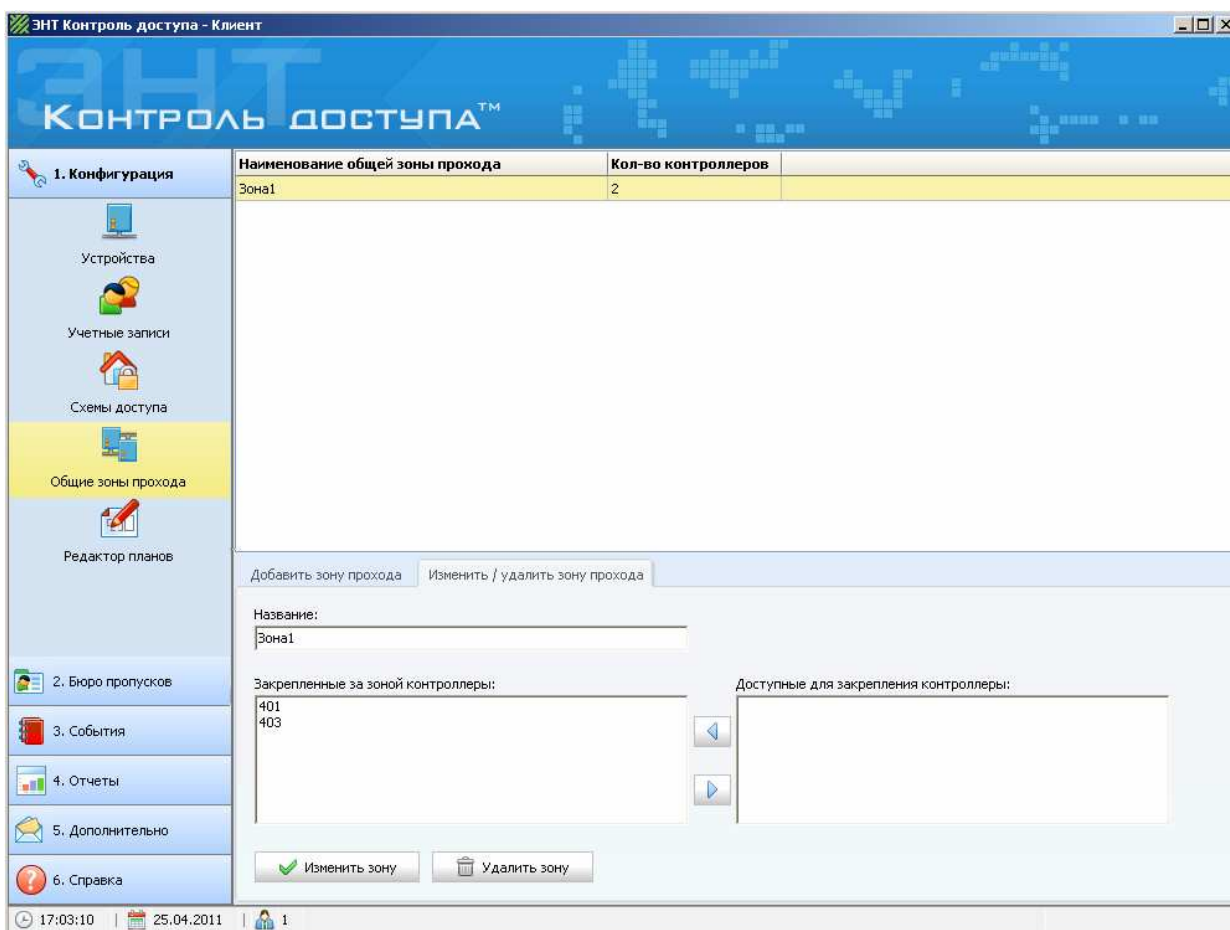 ЭНТ Контроль доступа - Клиент
ЭНТ
КОНТРОЛЬ ДОСТУПА™
1. Конфигурация
Устройства
Учетные записи
Схемы доступа
Общие зоны прохода
Редактор планов
2. Бюро пропусков
3. События
4. Отчеты
5. Дополнительно
6. Справка
Наименование общей зоны прохода Кол-во контроллеров
Зона1 2
Добавить зону прохода Изменить / удалить зону прохода
Название:
Зона1
Закрепленные за зоной контроллеры: Доступные для закрепления контроллеры:
401
403
Изменить зону Удалить зону
17:03:10 | 25.04.2011 | 1